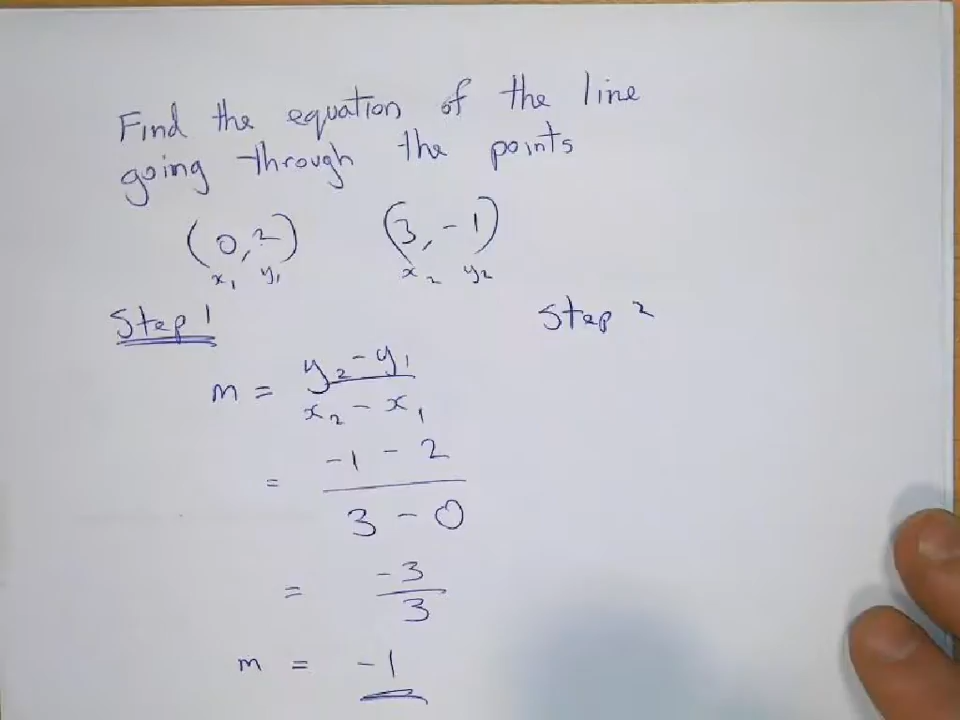 Find the equation of the line
going through the points
(0,2) (3,-1)
x₁ y₁ x₂ y₂
Step 1 Step 2
m = y₂-y₁
x₂-x₁
= -1 - 2
3 - 0
= -3
3
m = -1